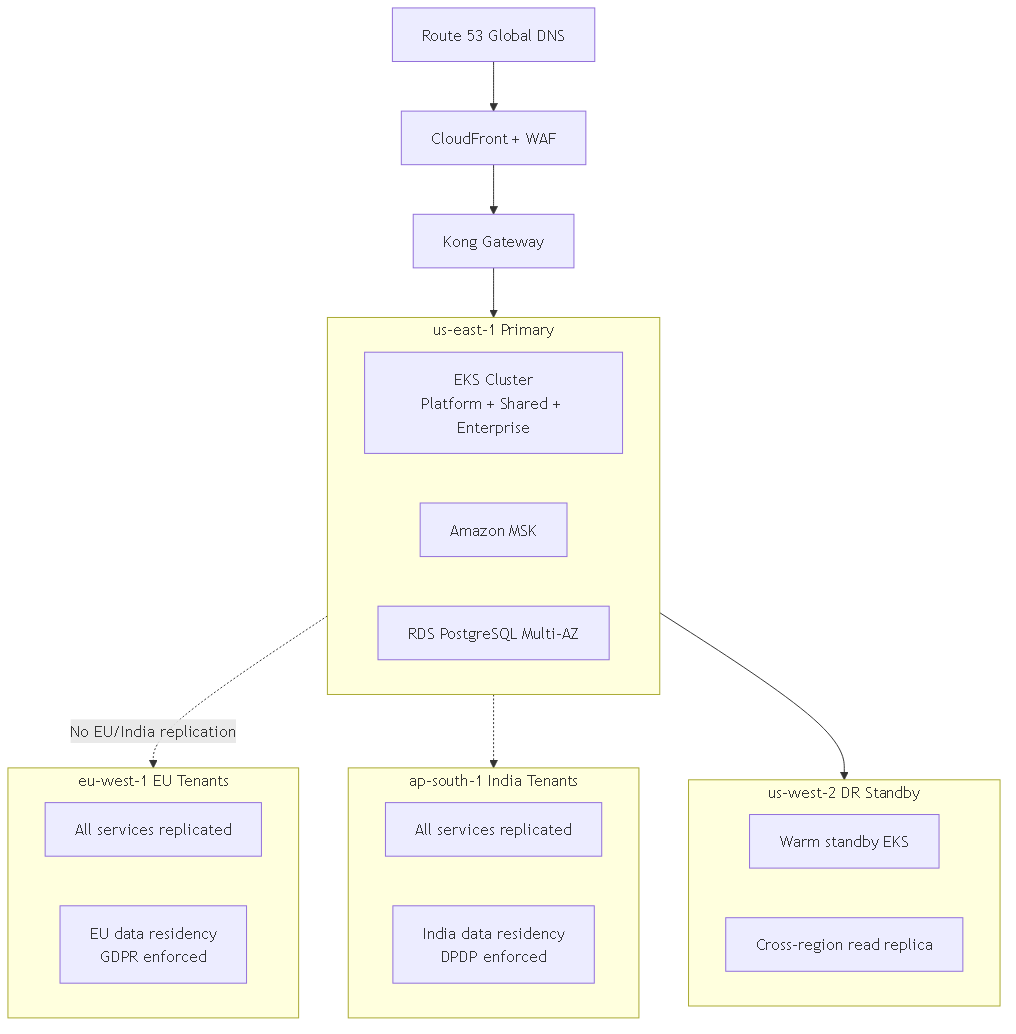 Route 53 Global DNS
CloudFront + WAF
Kong Gateway
us-east-1 Primary
EKS Cluster
Platform + Shared +
Enterprise
Amazon MSK
RDS PostgreSQL Multi-AZ
No EU/India replication
eu-west-1 EU Tenants
All services replicated
EU data residency
GDPR enforced
ap-south-1 India Tenants
All services replicated
India data residency
DPDP enforced
us-west-2 DR Standby
Warm standby EKS
Cross-region read replica